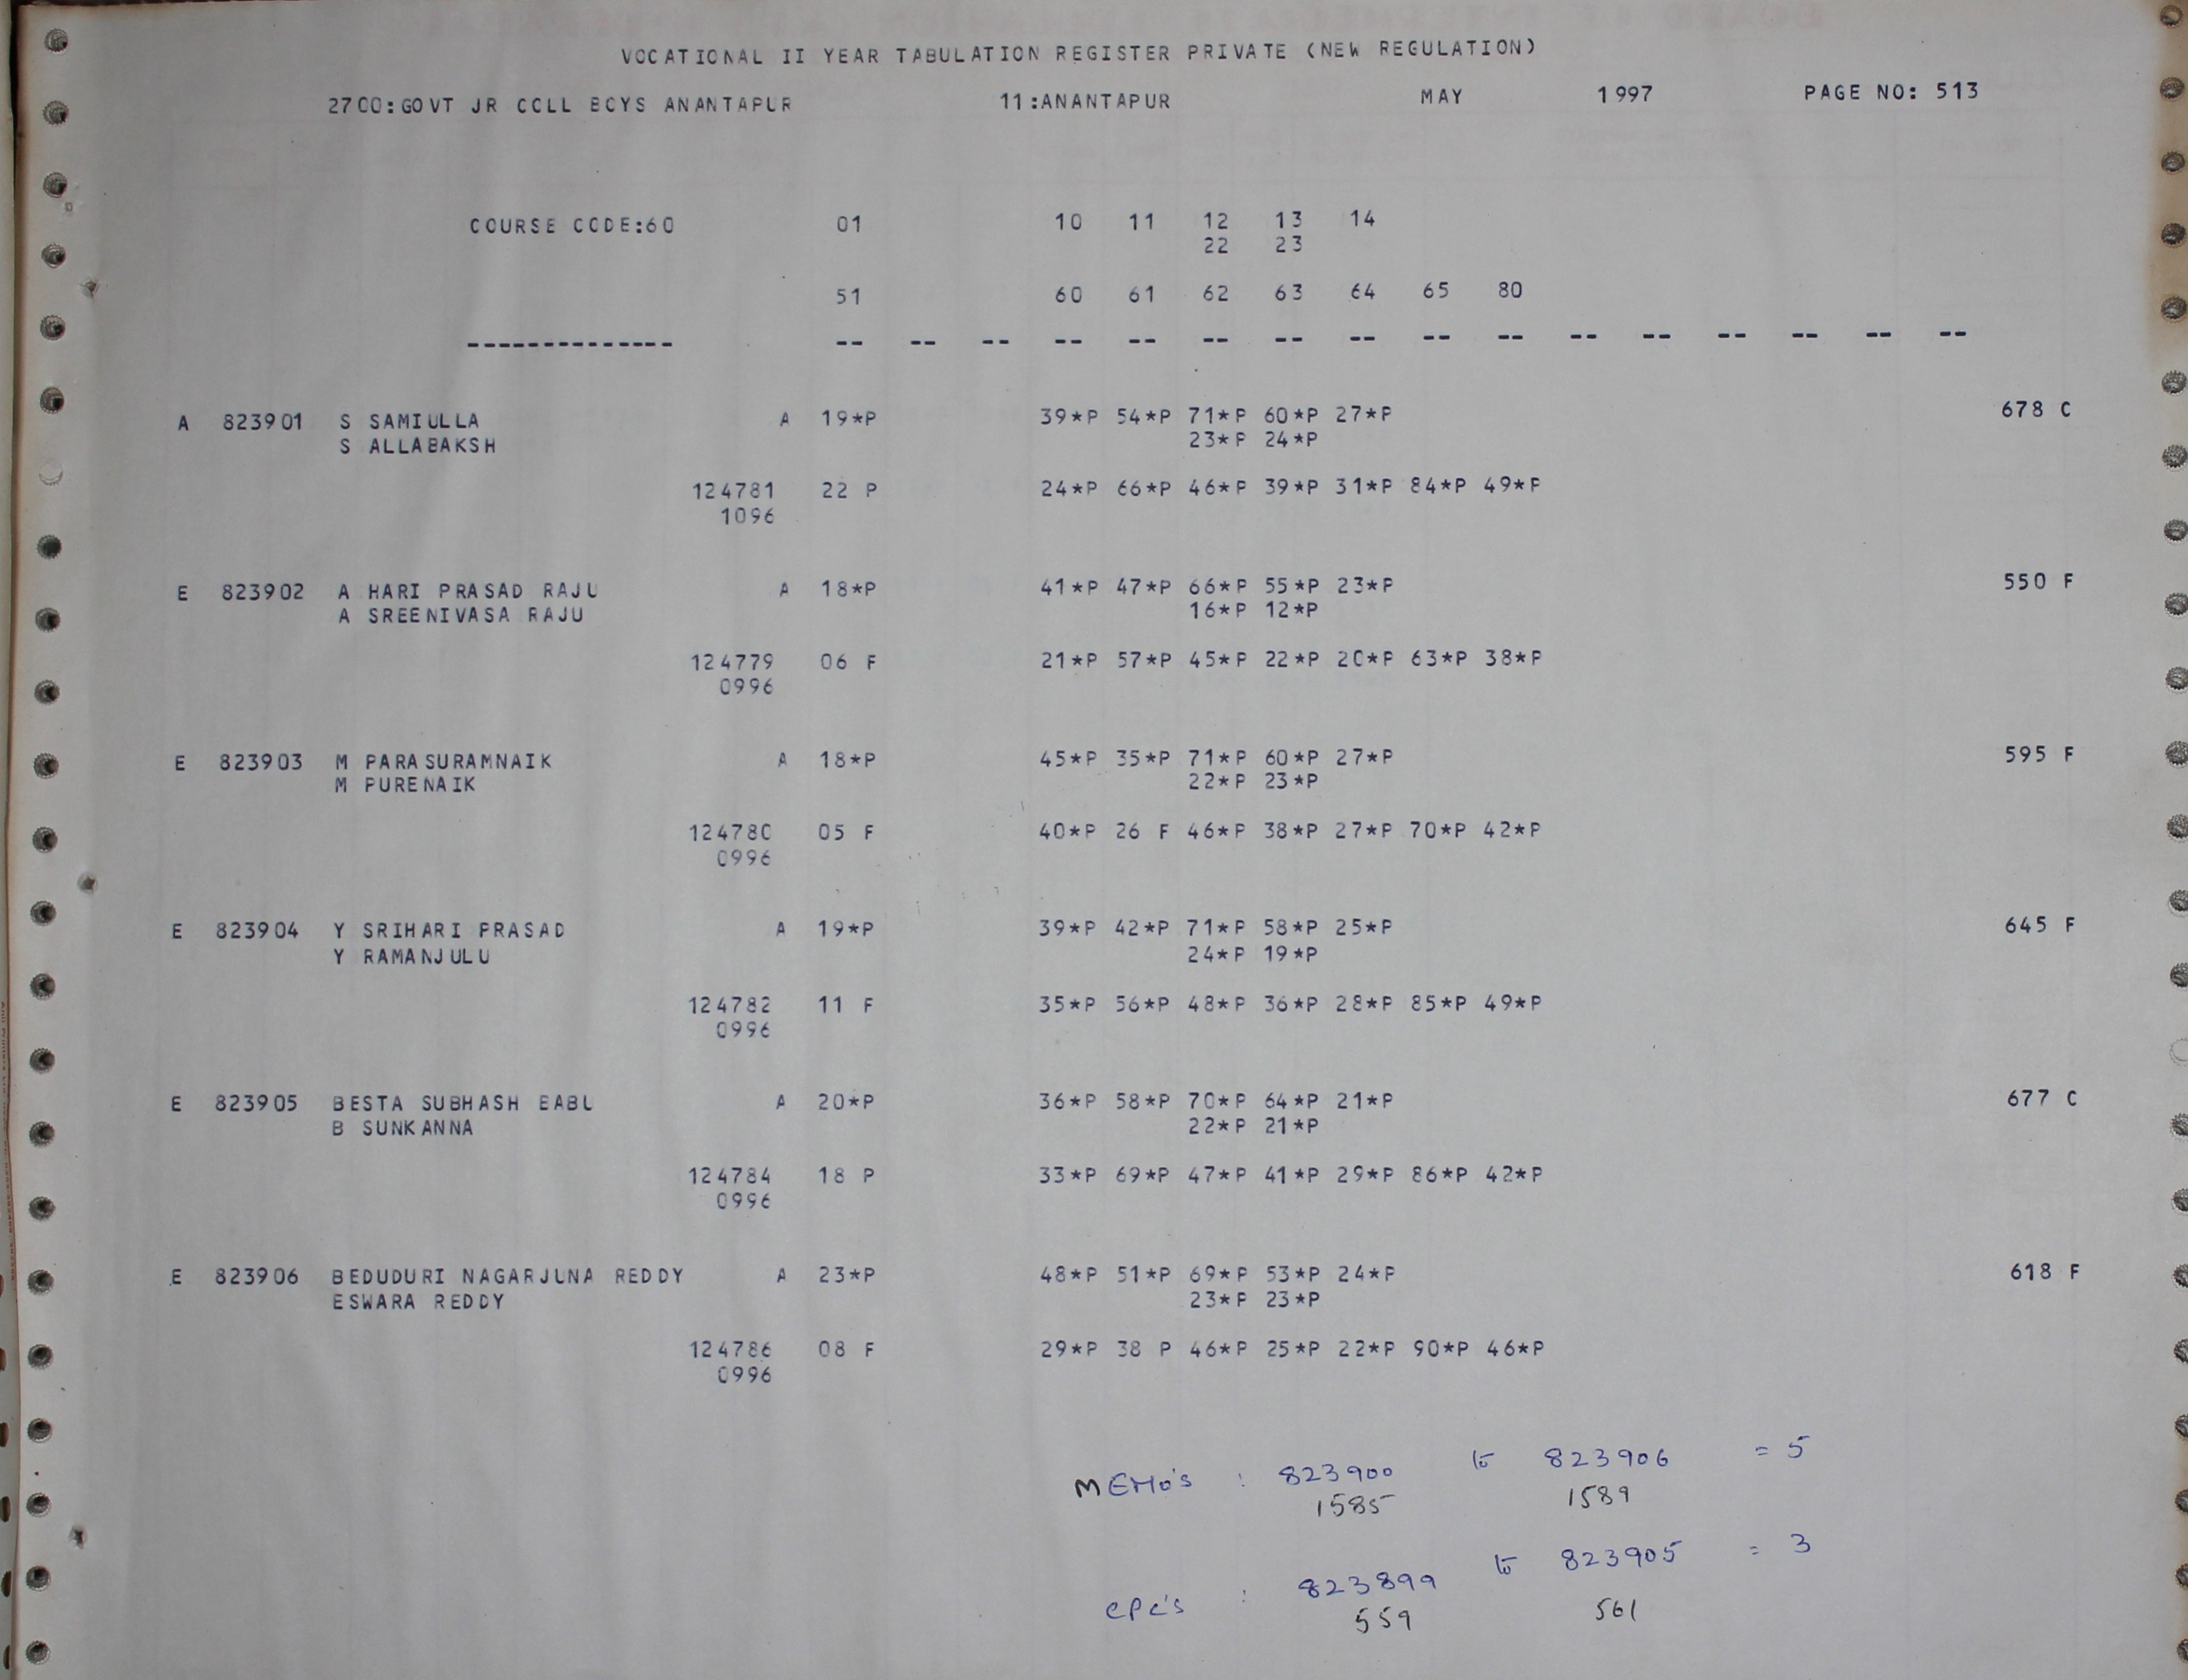 VOCATIONAL II YEAR TABULATION REGISTER PRIVATE (NEW REGULATION)
2700:GOVT JR COLL BOYS ANANTAPUR 11:ANANTAPUR MAY 1997 PAGE NO: 513
COURSE CODE:60 01 10 11 12 13 14
22 23
51 60 61 62 63 64 65 80
-------------- -- -- -- -- -- -- -- -- -- -- -- -- -- -- -- --
A 823901 S SAMIULLA A 19*P 39*P 54*P 71*P 60*P 27*P 678 C
S ALLABAKSH 23*P 24*P
124781 22 P 24*P 66*P 46*P 39*P 31*P 84*P 49*P
1096
E 823902 A HARI PRASAD RAJU A 18*P 41*P 47*P 66*P 55*P 23*P 550 F
A SREENIVASA RAJU 16*P 12*P
124779 06 F 21*P 57*P 45*P 22*P 20*P 63*P 38*P
0996
E 823903 M PARASURAMNAIK A 18*P 45*P 35*P 71*P 60*P 27*P 595 F
M PURENAIK 22*P 23*P
124780 05 F 40*P 26 F 46*P 38*P 27*P 70*P 42*P
0996
E 823904 Y SRIHARI PRASAD A 19*P 39*P 42*P 71*P 58*P 25*P 645 F
Y RAMANJULU 24*P 19*P
124782 11 F 35*P 56*P 48*P 36*P 28*P 85*P 49*P
0996
E 823905 BESTA SUBHASH BABU A 20*P 36*P 58*P 70*P 64*P 21*P 677 C
B SUNKANNA 22*P 21*P
124784 18 P 33*P 69*P 47*P 41*P 29*P 86*P 42*P
0996
E 823906 BEDUDURI NAGARJUNA REDDY A 23*P 48*P 51*P 69*P 53*P 24*P 618 F
ESWARA REDDY 23*P 23*P
124786 08 F 29*P 38 P 46*P 25*P 22*P 90*P 46*P
0996
MEMO'S : 823900 to 823906 = 5
1585 1589
CPC'S : 823899 to 823905 = 3
559 561